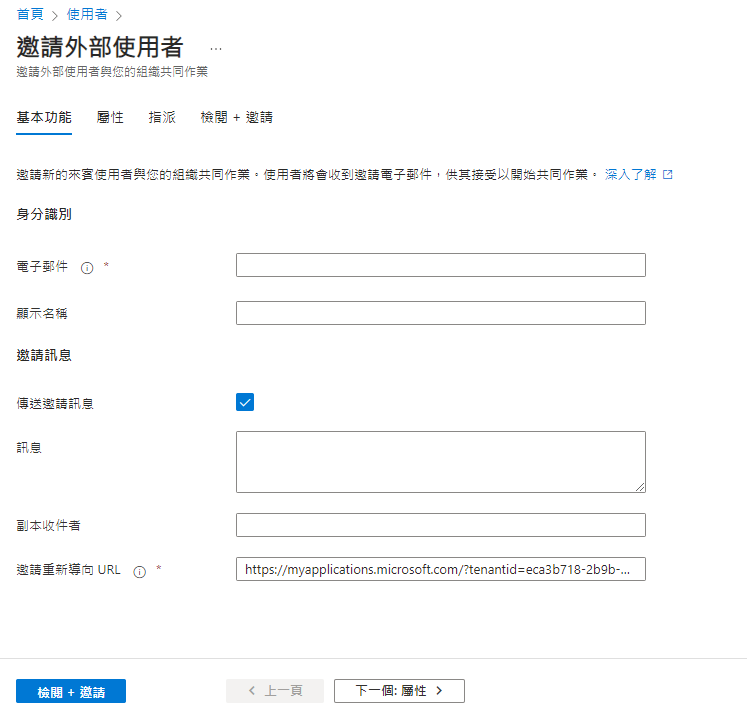 首頁 > 使用者 >
邀請外部使用者 ...
邀請外部使用者與您的組織共同作業
基本功能 屬性 指派 檢閱 + 邀請
邀請新的來賓使用者與您的組織共同作業。使用者將會收到邀請電子郵件，供其接受以開始共同作業。 深入了解
身分識別
電子郵件 *
顯示名稱
邀請訊息
傳送邀請訊息
訊息
副本收件者
邀請重新導向 URL * https://myapplications.microsoft.com/?tenantid=eca3b718-2b9b-...
檢閱 + 邀請 < 上一頁 下一個: 屬性 >